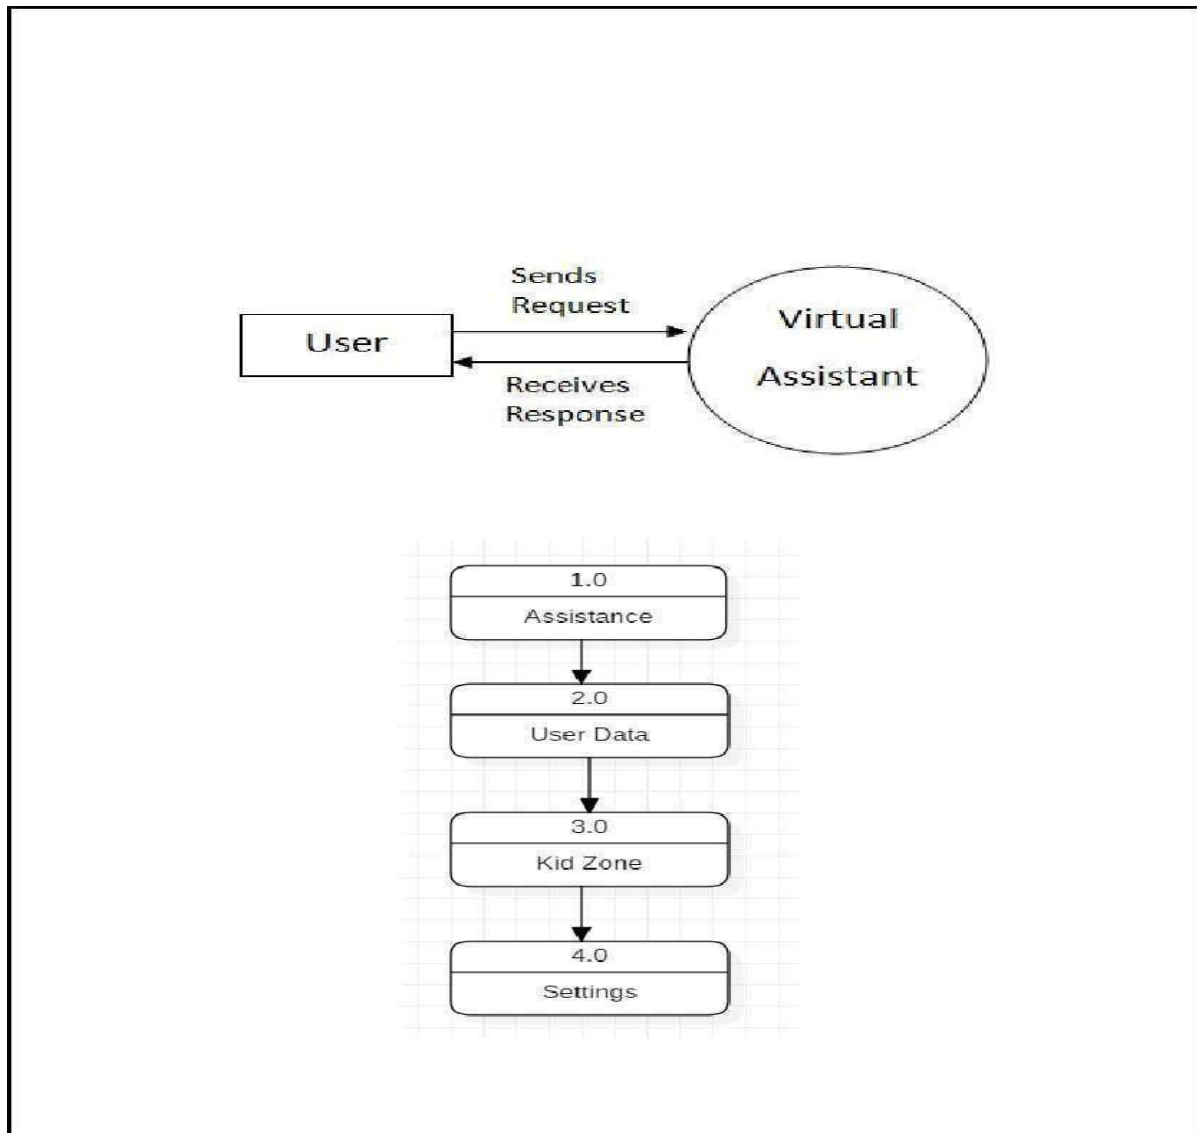 Sends
Request
User
Virtual
Assistant
Receives
Response
1.0
Assistance
2.0
User Data
3.0
Kid Zone
4.0
Settings